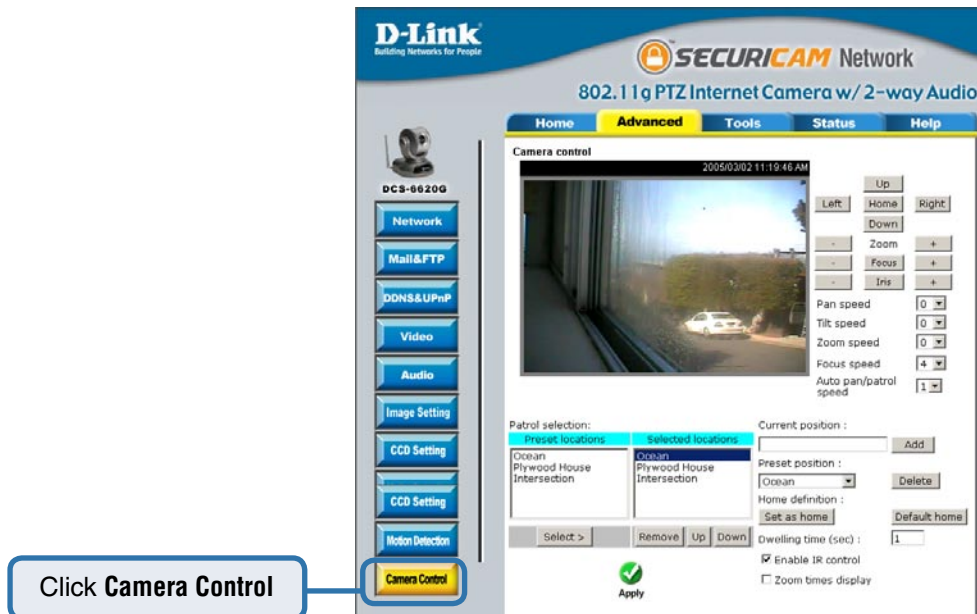 D-Link
Building Networks for People
SECURICAM Network
802.11g PTZ Internet Camera w/ 2-way Audio
Home Advanced Tools Status Help
DCS-6620G
Network
Mail&FTP
DDNS&UPnP
Video
Audio
Image Setting
CCD Setting
CCD Setting
Motion Detection
Camera Control
Click Camera Control
Camera control
2005/03/02 11:19:46 AM
Up
Left Home Right
Down
- Zoom +
- Focus +
- Iris +
Pan speed 0
Tilt speed 0
Zoom speed 0
Focus speed 4
Auto pan/patrol speed 1
Patrol selection:
Preset locations
Ocean
Plywood House
Intersection
Select >
Selected locations
Ocean
Plywood House
Intersection
Remove Up Down
Current position :
Add
Preset position :
Ocean Delete
Home definition :
Set as home Default home
Dwelling time (sec) : 1
Enable IR control
Zoom times display
Apply